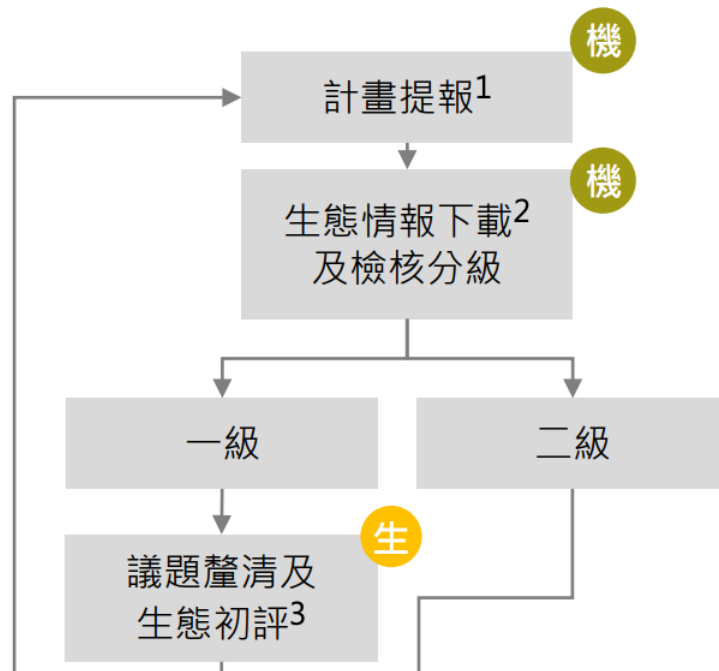 機
計畫提報1
機
生態情報下載2
及檢核分級
一級
二級
生
議題釐清及
生態初評3